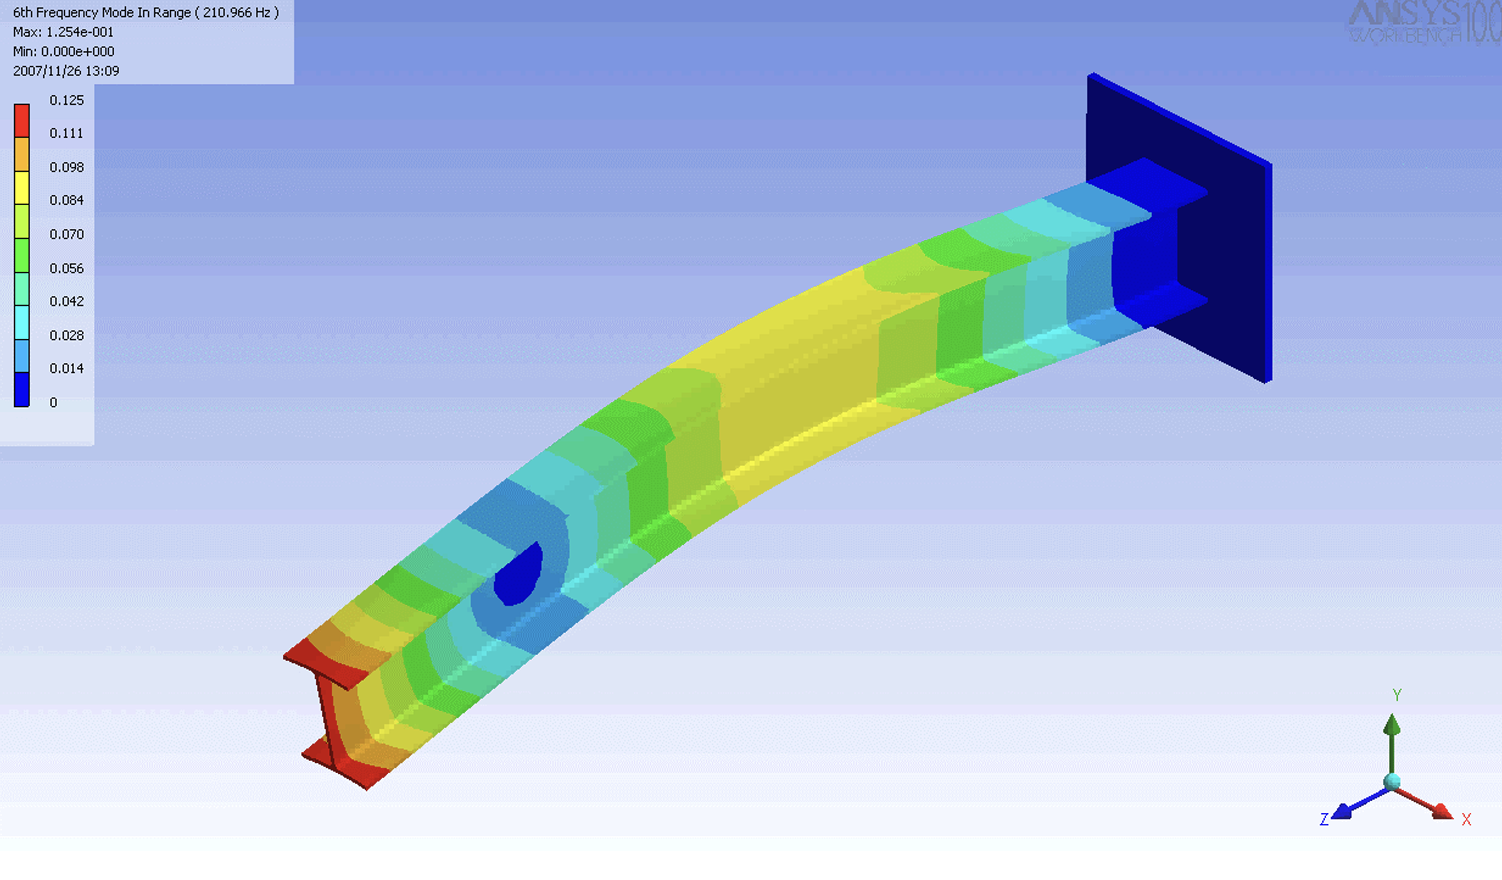 6th Frequency Mode In Range ( 210.966 Hz )
Max: 1.254e-001
Min: 0.000e+000
2007/11/26 13:09
0.125
0.111
0.098
0.084
0.070
0.056
0.042
0.028
0.014
0
ANSYS 10.0
WORKBENCH
Y
Z
X